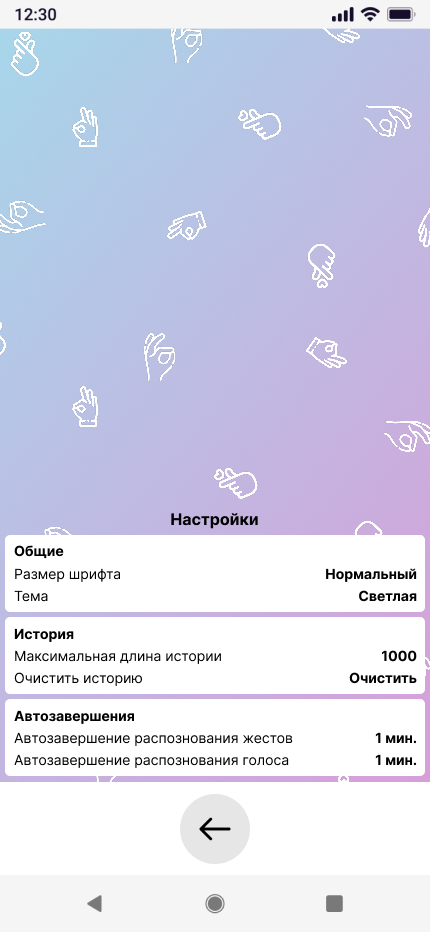 12:30
Настройки
Общие
Размер шрифта Нормальный
Тема Светлая
История
Максимальная длина истории 1000
Очистить историю Очистить
Автозавершения
Автозавершение распознования жестов 1 мин.
Автозавершение распознования голоса 1 мин.